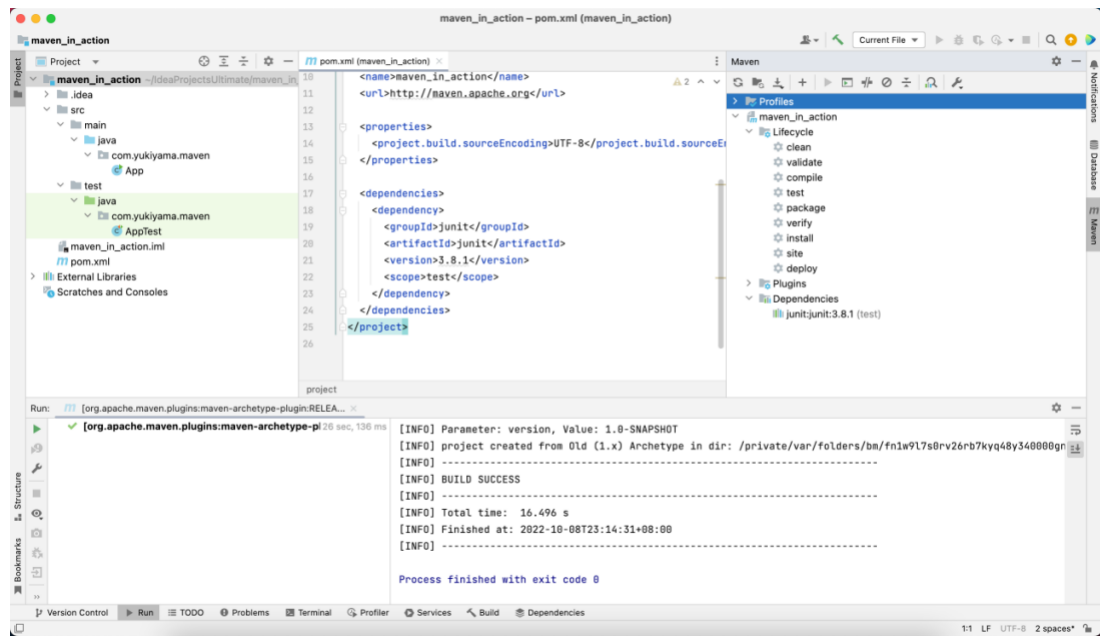 maven_in_action – pom.xml (maven_in_action)
maven_in_action
Current File
Project
Project
maven_in_action ~/IdeaProjectsUltimate/maven_in
.idea
src
main
java
com.yukiyama.maven
App
test
java
com.yukiyama.maven
AppTest
maven_in_action.iml
pom.xml
External Libraries
Scratches and Consoles
pom.xml (maven_in_action)
2
10 <name>maven_in_action</name>
11 <url>http://maven.apache.org</url>
12
13 <properties>
14 <project.build.sourceEncoding>UTF-8</project.build.sourceE
15 </properties>
16
17 <dependencies>
18 <dependency>
19 <groupId>junit</groupId>
20 <artifactId>junit</artifactId>
21 <version>3.8.1</version>
22 <scope>test</scope>
23 </dependency>
24 </dependencies>
25 </project>
26
project
Maven
Profiles
maven_in_action
Lifecycle
clean
validate
compile
test
package
verify
install
site
deploy
Plugins
Dependencies
junit:junit:3.8.1 (test)
Notifications
Database
Maven
Run: [org.apache.maven.plugins:maven-archetype-plugin:RELEA...
[org.apache.maven.plugins:maven-archetype-pl 26 sec, 136 ms
[INFO] Parameter: version, Value: 1.0-SNAPSHOT
[INFO] project created from Old (1.x) Archetype in dir: /private/var/folders/bm/fn1w9l7s0rv26rb7kyq48y340000gn
[INFO] ------------------------------------------------------------------------
[INFO] BUILD SUCCESS
[INFO] ------------------------------------------------------------------------
[INFO] Total time:  16.496 s
[INFO] Finished at: 2022-10-08T23:14:31+08:00
[INFO] ------------------------------------------------------------------------
Process finished with exit code 0
Structure
Bookmarks
Version Control
Run
TODO
Problems
Terminal
Profiler
Services
Build
Dependencies
1:1 LF UTF-8 2 spaces*